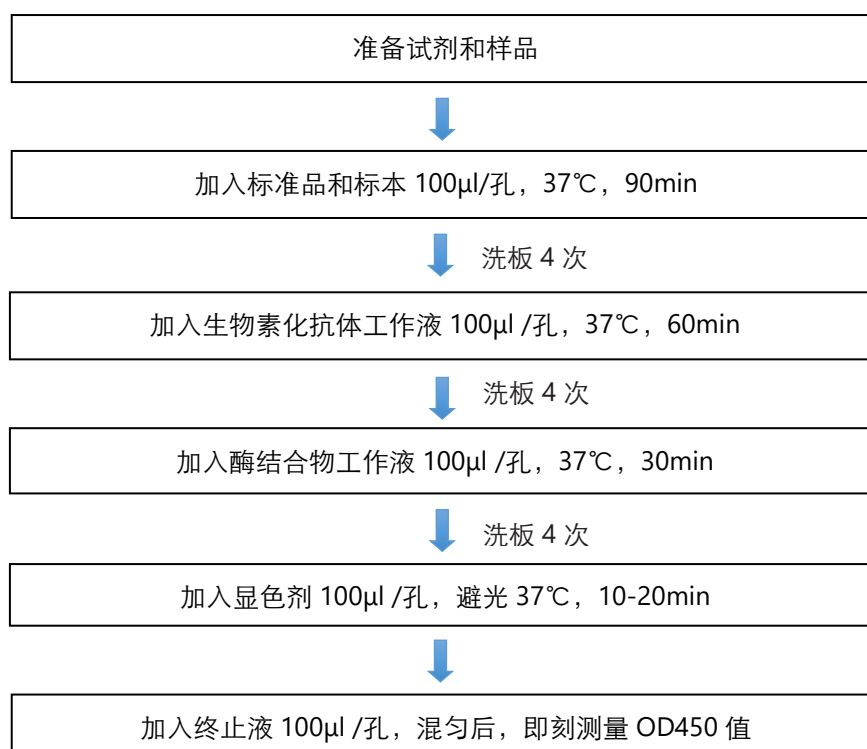 准备试剂和样品
加入标准品和标本 100μl/孔，37℃，90min
洗板 4 次
加入生物素化抗体工作液 100μl /孔，37℃，60min
洗板 4 次
加入酶结合物工作液 100μl /孔，37℃，30min
洗板 4 次
加入显色剂 100μl /孔，避光 37℃，10-20min
加入终止液 100μl /孔，混匀后，即刻测量 OD450 值